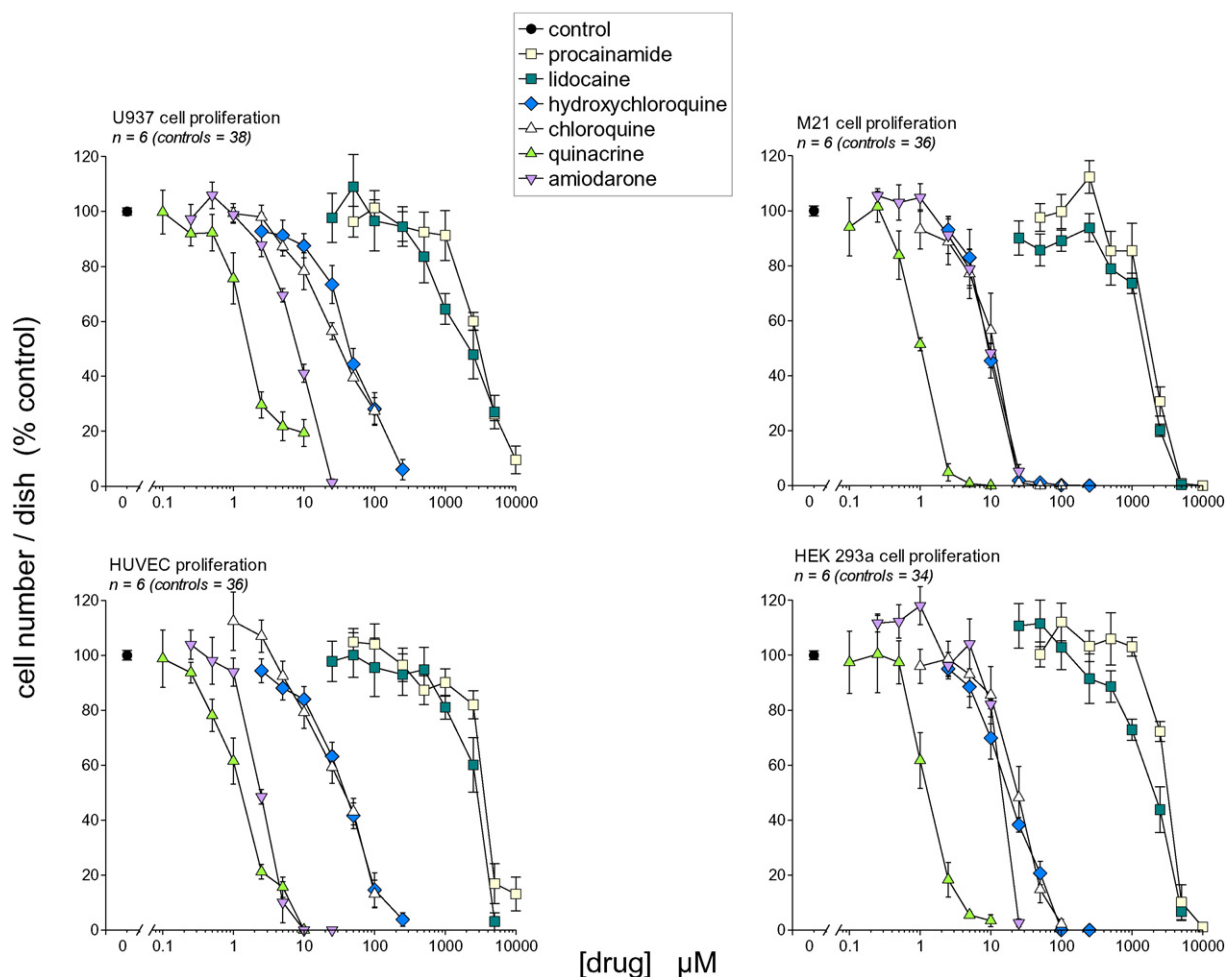 control
procainamide
lidocaine
hydroxychloroquine
chloroquine
quinacrine
amiodarone
U937 cell proliferation
n = 6 (controls = 38)
120
100
80
60
40
20
0
0 0.1 1 10 100 1000 10000
M21 cell proliferation
n = 6 (controls = 36)
120
100
80
60
40
20
0
0 0.1 1 10 100 1000 10000
cell number / dish (% control)
HUVEC proliferation
n = 6 (controls = 36)
120
100
80
60
40
20
0
0 0.1 1 10 100 1000 10000
HEK 293a cell proliferation
n = 6 (controls = 34)
120
100
80
60
40
20
0
0 0.1 1 10 100 1000 10000
[drug] µM